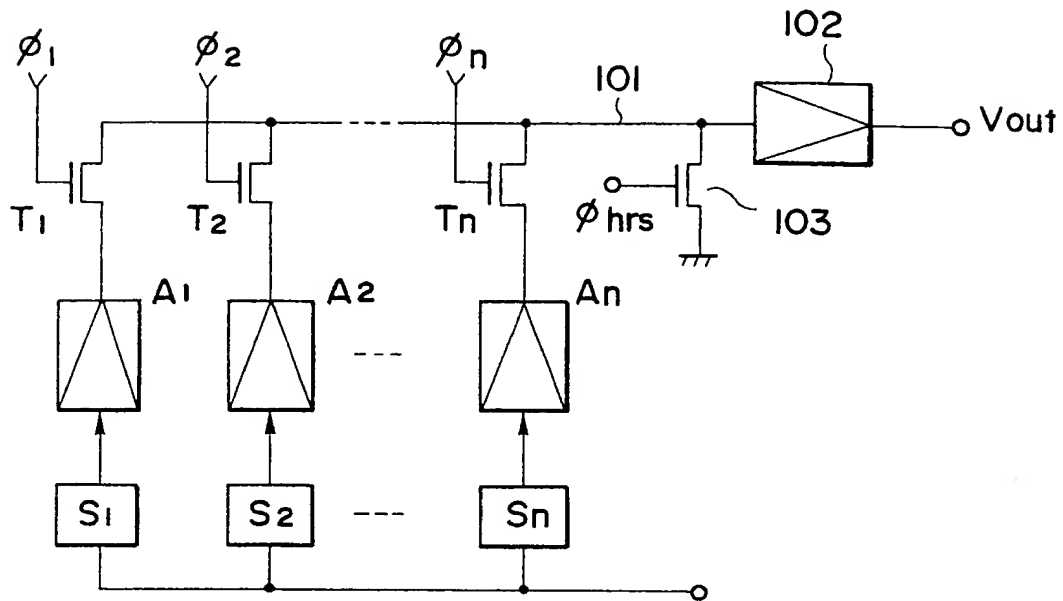 102
ϕ1 ϕ2 ϕn 101
Vout
T1 T2 Tn ϕhrs 103
A1 A2 An
S1 S2 Sn